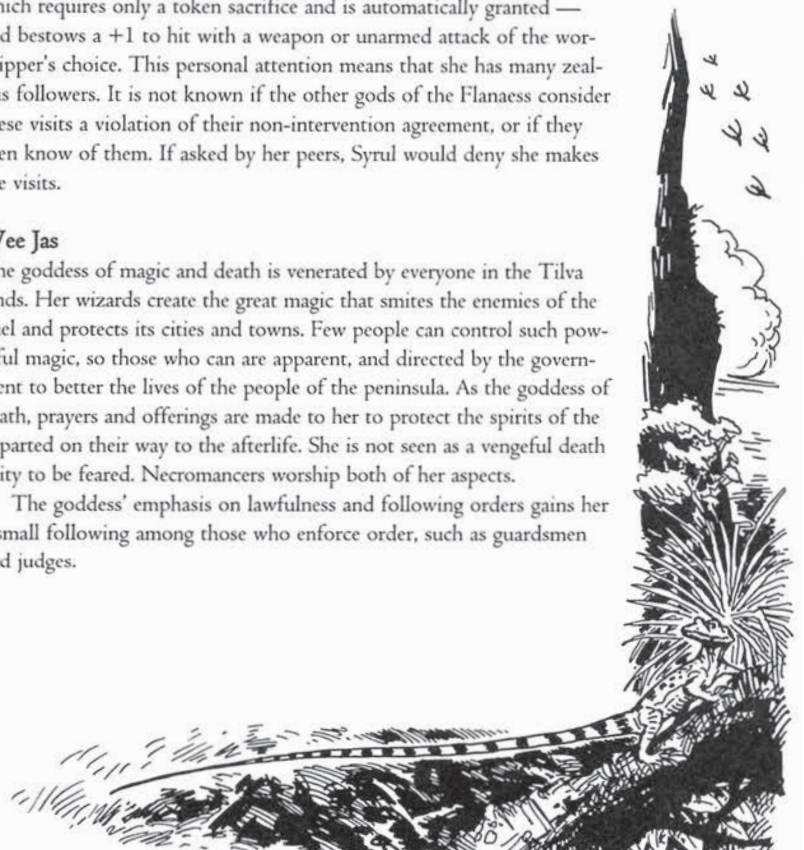 hich requires only a token sacrifice and is automatically granted —
d bestows a +1 to hit with a weapon or unarmed attack of the wor-
ipper's choice. This personal attention means that she has many zeal-
s followers. It is not known if the other gods of the Flanaess consider
ese visits a violation of their non-intervention agreement, or if they
en know of them. If asked by her peers, Syrul would deny she makes
e visits.
Vee Jas
he goddess of magic and death is venerated by everyone in the Tilva
nds. Her wizards create the great magic that smites the enemies of the
el and protects its cities and towns. Few people can control such pow-
ful magic, so those who can are apparent, and directed by the govern-
ent to better the lives of the people of the peninsula. As the goddess of
ath, prayers and offerings are made to her to protect the spirits of the
parted on their way to the afterlife. She is not seen as a vengeful death
ity to be feared. Necromancers worship both of her aspects.
The goddess' emphasis on lawfulness and following orders gains her
small following among those who enforce order, such as guardsmen
d judges.